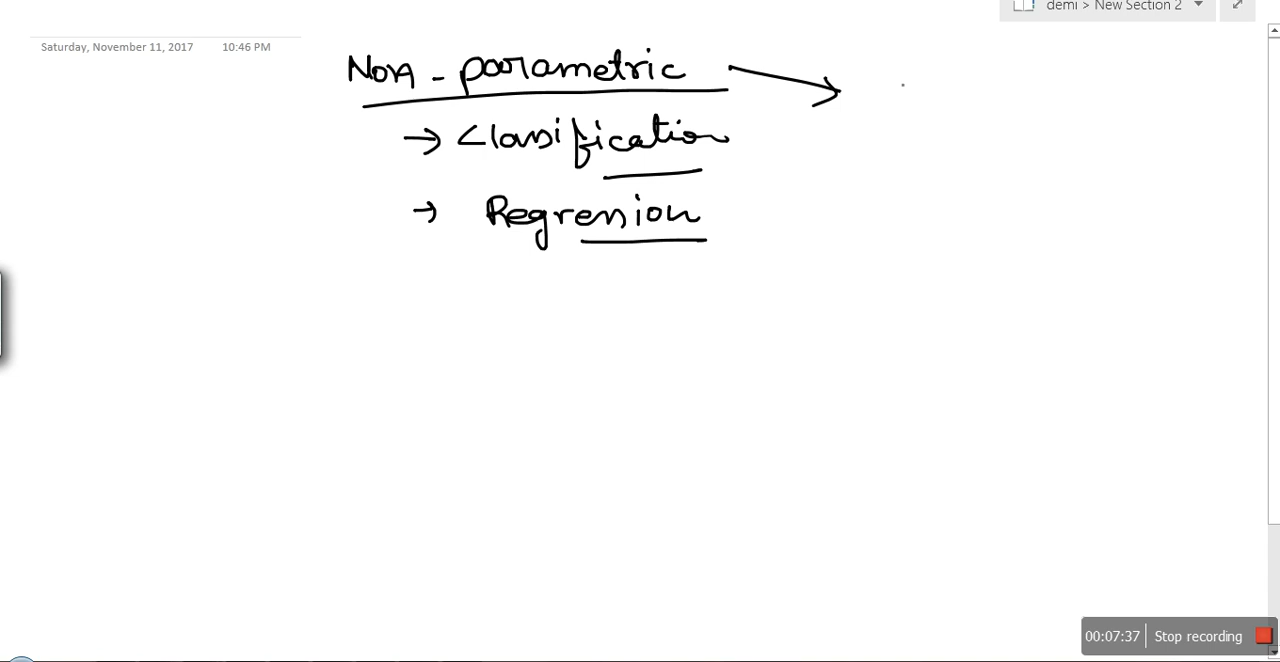 demi > New Section 2
Saturday, November 11, 2017 10:46 PM
Non - parametric
→ Classification
→ Regression
00:07:37 Stop recording